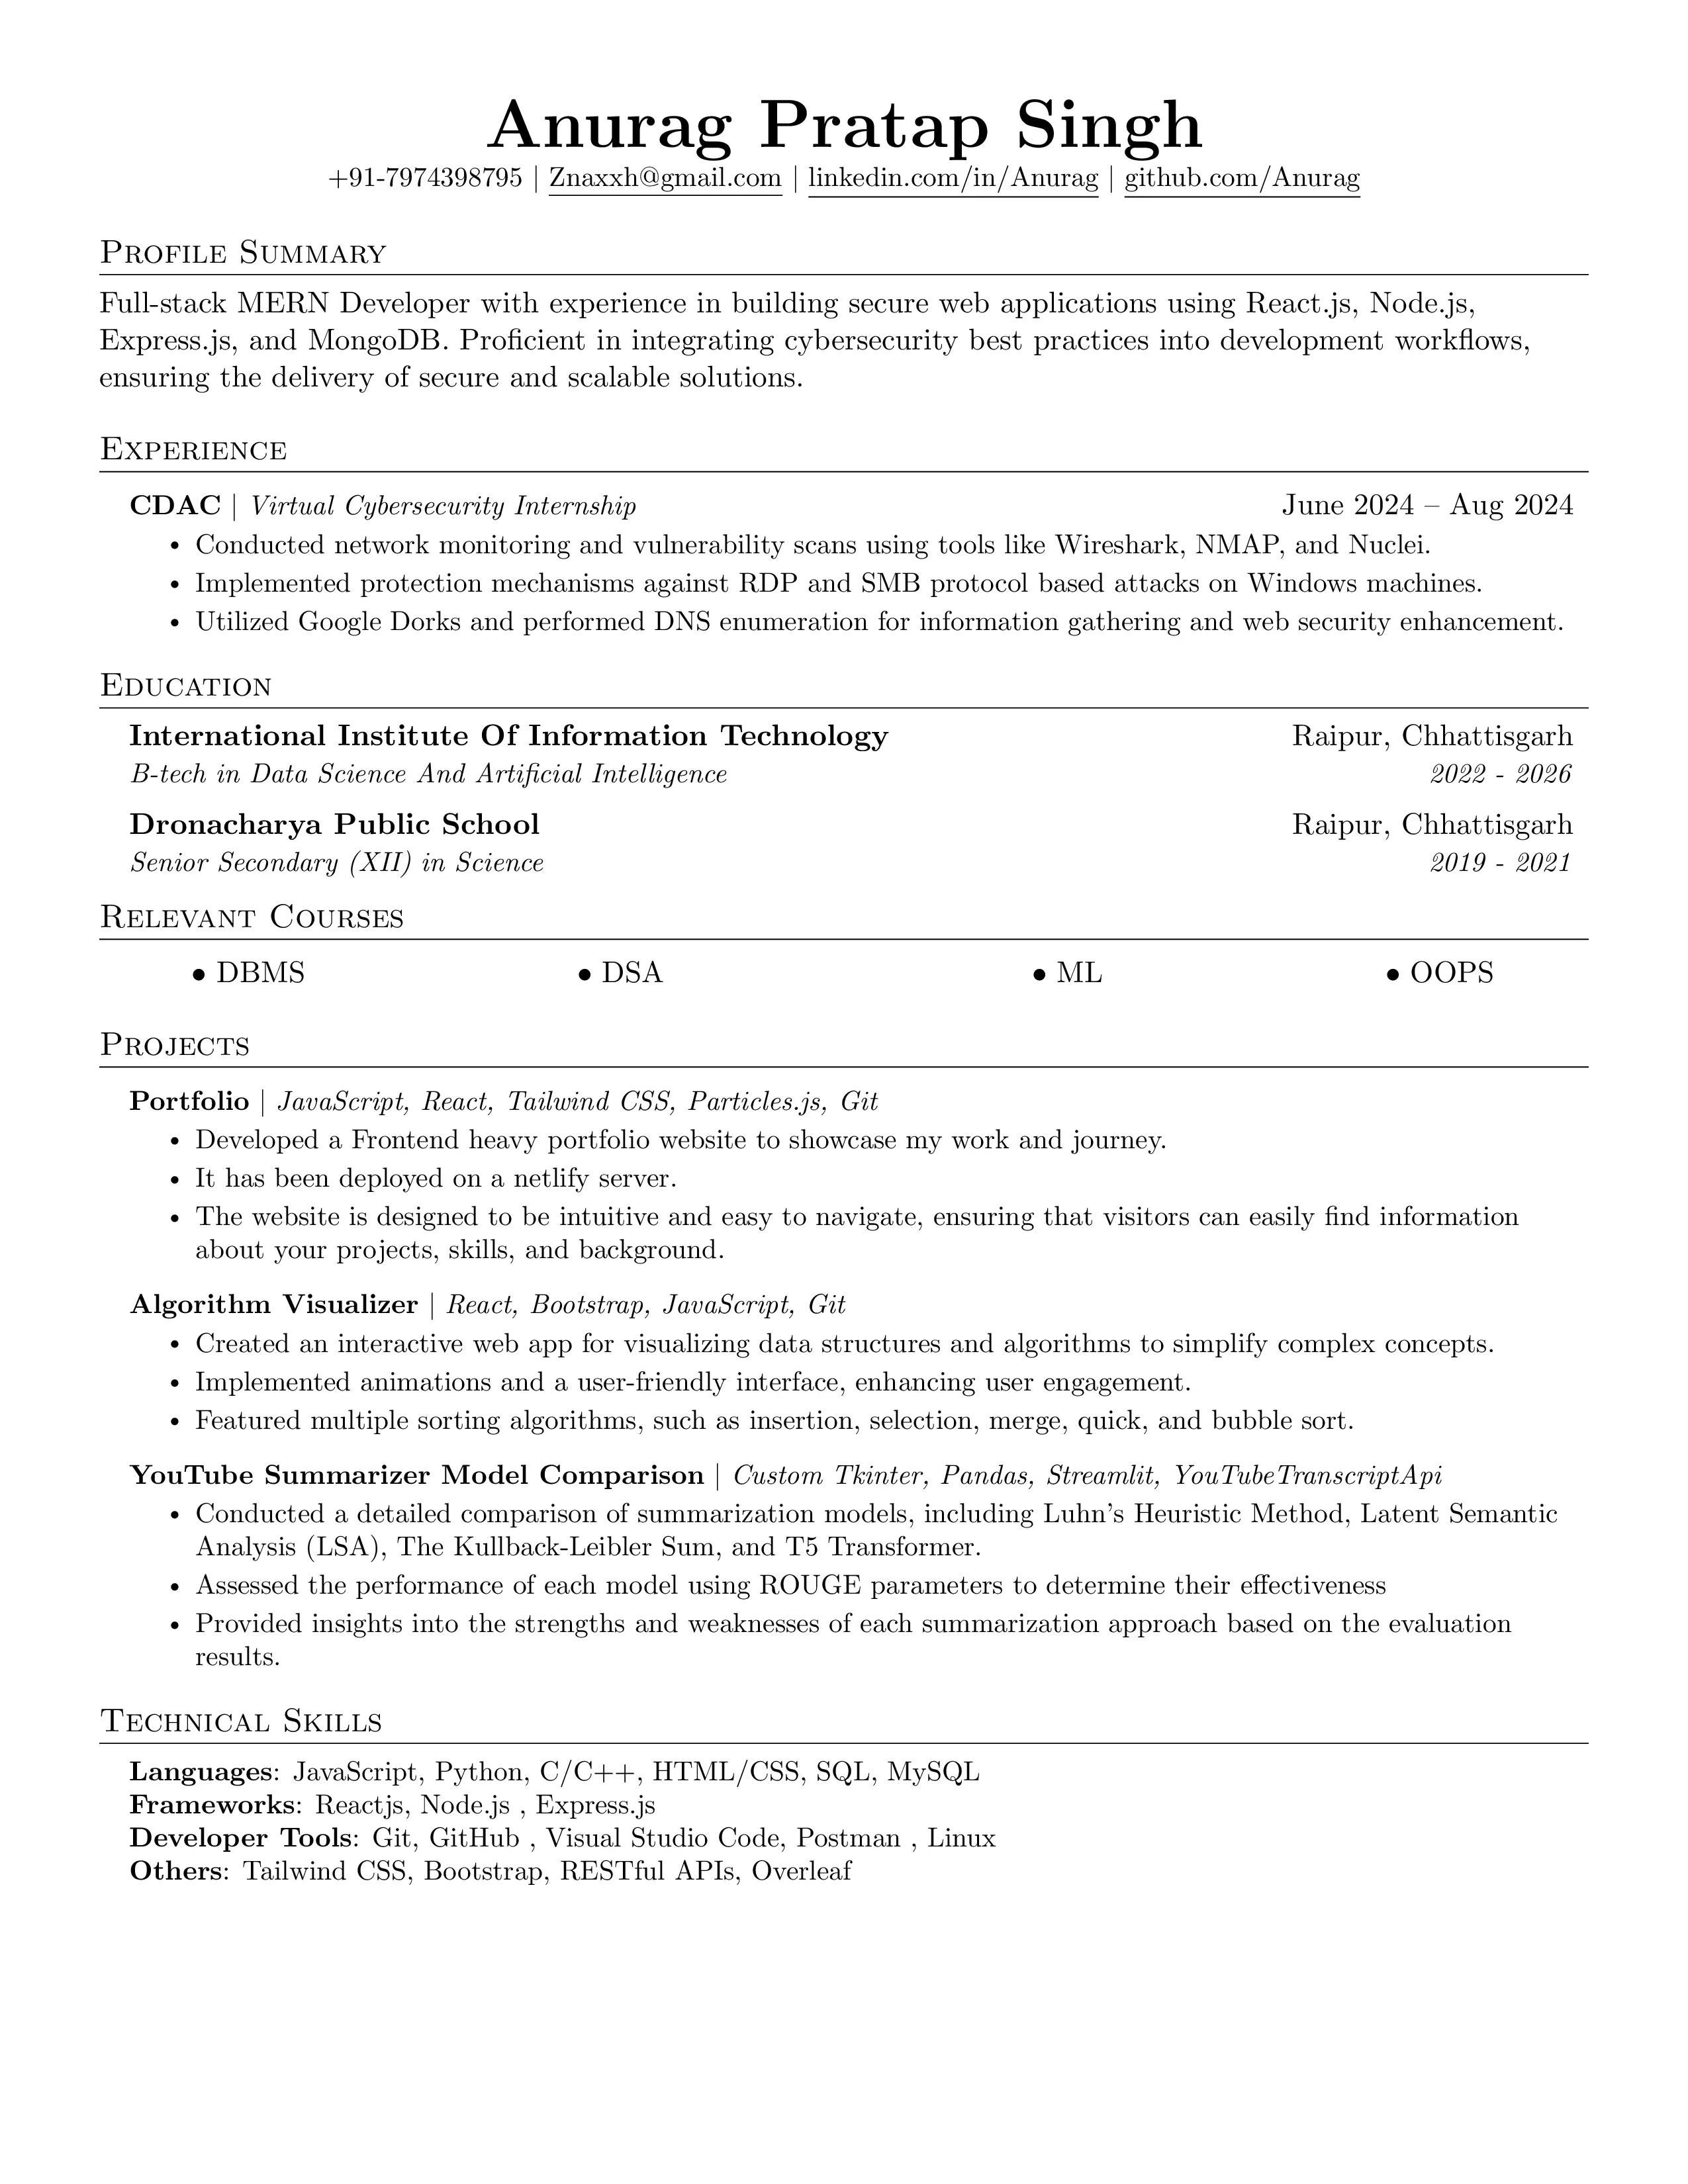 Anurag Pratap Singh
+91-7974398795 | Znaxxh@gmail.com | linkedin.com/in/Anurag | github.com/Anurag
Profile Summary
Full-stack MERN Developer with experience in building secure web applications using React.js, Node.js,
Express.js, and MongoDB. Proficient in integrating cybersecurity best practices into development workflows,
ensuring the delivery of secure and scalable solutions.
Experience
CDAC | Virtual Cybersecurity Internship June 2024 – Aug 2024
• Conducted network monitoring and vulnerability scans using tools like Wireshark, NMAP, and Nuclei.
• Implemented protection mechanisms against RDP and SMB protocol based attacks on Windows machines.
• Utilized Google Dorks and performed DNS enumeration for information gathering and web security enhancement.
Education
International Institute Of Information Technology Raipur, Chhattisgarh
B-tech in Data Science And Artificial Intelligence 2022 - 2026
Dronacharya Public School Raipur, Chhattisgarh
Senior Secondary (XII) in Science 2019 - 2021
Relevant Courses
• DBMS • DSA • ML • OOPS
Projects
Portfolio | JavaScript, React, Tailwind CSS, Particles.js, Git
• Developed a Frontend heavy portfolio website to showcase my work and journey.
• It has been deployed on a netlify server.
• The website is designed to be intuitive and easy to navigate, ensuring that visitors can easily find information
about your projects, skills, and background.
Algorithm Visualizer | React, Bootstrap, JavaScript, Git
• Created an interactive web app for visualizing data structures and algorithms to simplify complex concepts.
• Implemented animations and a user-friendly interface, enhancing user engagement.
• Featured multiple sorting algorithms, such as insertion, selection, merge, quick, and bubble sort.
YouTube Summarizer Model Comparison | Custom Tkinter, Pandas, Streamlit, YouTubeTranscriptApi
• Conducted a detailed comparison of summarization models, including Luhn's Heuristic Method, Latent Semantic
Analysis (LSA), The Kullback-Leibler Sum, and T5 Transformer.
• Assessed the performance of each model using ROUGE parameters to determine their effectiveness
• Provided insights into the strengths and weaknesses of each summarization approach based on the evaluation
results.
Technical Skills
Languages: JavaScript, Python, C/C++, HTML/CSS, SQL, MySQL
Frameworks: Reactjs, Node.js , Express.js
Developer Tools: Git, GitHub , Visual Studio Code, Postman , Linux
Others: Tailwind CSS, Bootstrap, RESTful APIs, Overleaf